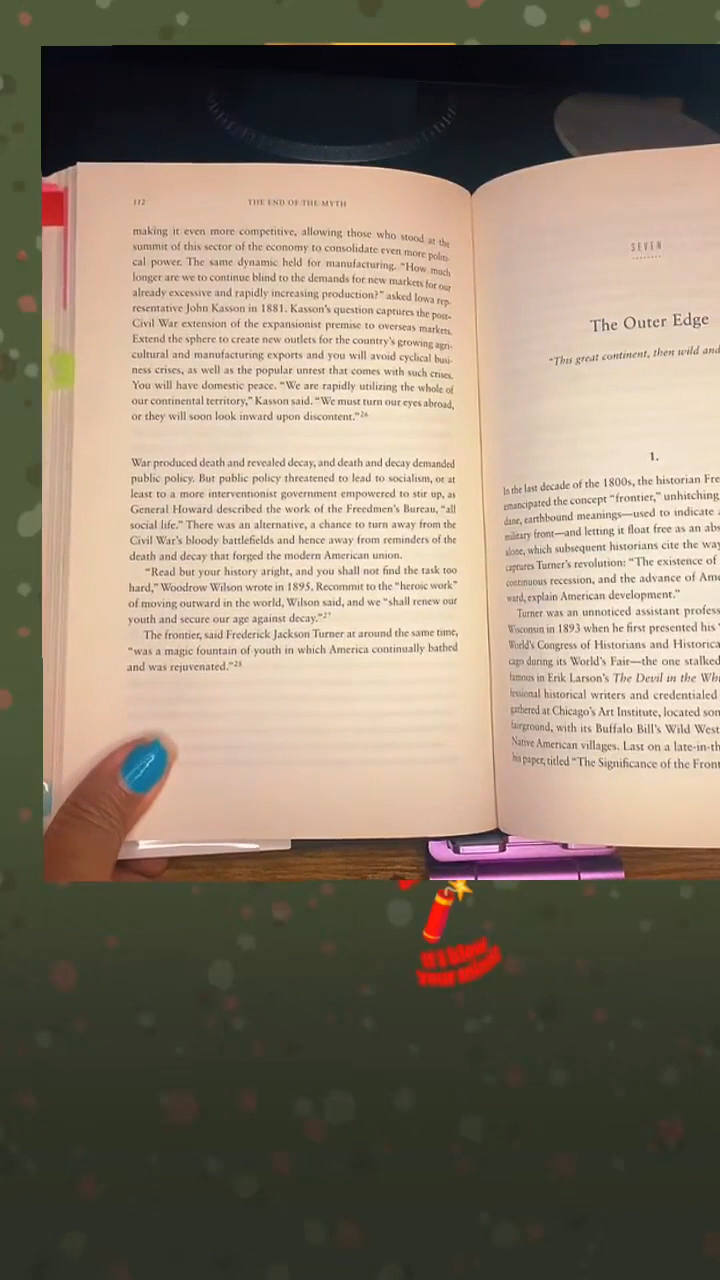 112
THE END OF THE MYTH
making it even more competitive, allowing those who stood at the
summit of this sector of the economy to consolidate even more politi-
cal power. The same dynamic held for manufacturing. “How much
longer are we to continue blind to the demands for new markets for our
already excessive and rapidly increasing production?” asked Iowa rep-
resentative John Kasson in 1881. Kasson’s question captures the post-
Civil War extension of the expansionist premise to overseas markets.
Extend the sphere to create new outlets for the country’s growing agri-
cultural and manufacturing exports and you will avoid cyclical busi-
ness crises, as well as the popular unrest that comes with such crises.
You will have domestic peace. “We are rapidly utilizing the whole of
our continental territory,” Kasson said. “We must turn our eyes abroad,
or they will soon look inward upon discontent.”26
War produced death and revealed decay, and death and decay demanded
public policy. But public policy threatened to lead to socialism, or at
least to a more interventionist government empowered to stir up, as
General Howard described the work of the Freedmen’s Bureau, “all
social life.” There was an alternative, a chance to turn away from the
Civil War’s bloody battlefields and hence away from reminders of the
death and decay that forged the modern American union.
“Read but your history aright, and you shall not find the task too
hard,” Woodrow Wilson wrote in 1895. Recommit to the “heroic work”
of moving outward in the world, Wilson said, and we “shall renew our
youth and secure our age against decay.”27
The frontier, said Frederick Jackson Turner at around the same time,
“was a magic fountain of youth in which America continually bathed
and was rejuvenated.”28
SEVEN
The Outer Edge
“This great continent, then wild and
1.
In the last decade of the 1800s, the historian Fre
emancipated the concept “frontier,” unhitching
dane, earthbound meanings—used to indicate a
military front—and letting it float free as an abs
alone, which subsequent historians cite the way
captures Turner’s revolution: “The existence of
continuous recession, and the advance of Ame
ward, explain American development.”
Turner was an unnoticed assistant profess
Wisconsin in 1893 when he first presented his “
World’s Congress of Historians and Historica
cago during its World’s Fair—the one stalked
famous in Erik Larson’s The Devil in the Whi
fessional historical writers and credentialed
gathered at Chicago’s Art Institute, located som
fairground, with its Buffalo Bill’s Wild West
Native American villages. Last on a late-in-th
his paper, titled “The Significance of the Front
It'l blow
Your mind!